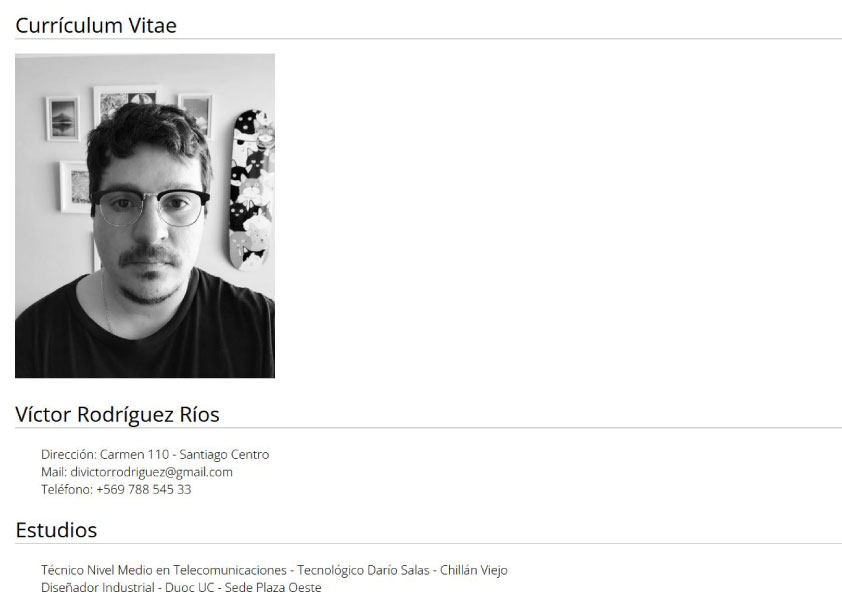 Currículum Vitae
Víctor Rodríguez Ríos
Dirección: Carmen 110 - Santiago Centro
Mail: divictorrodriguez@gmail.com
Teléfono: +569 788 545 33
Estudios
Técnico Nivel Medio en Telecomunicaciones - Tecnológico Darío Salas - Chillán Viejo
Diseñador Industrial - Duoc UC - Sede Plaza Oeste